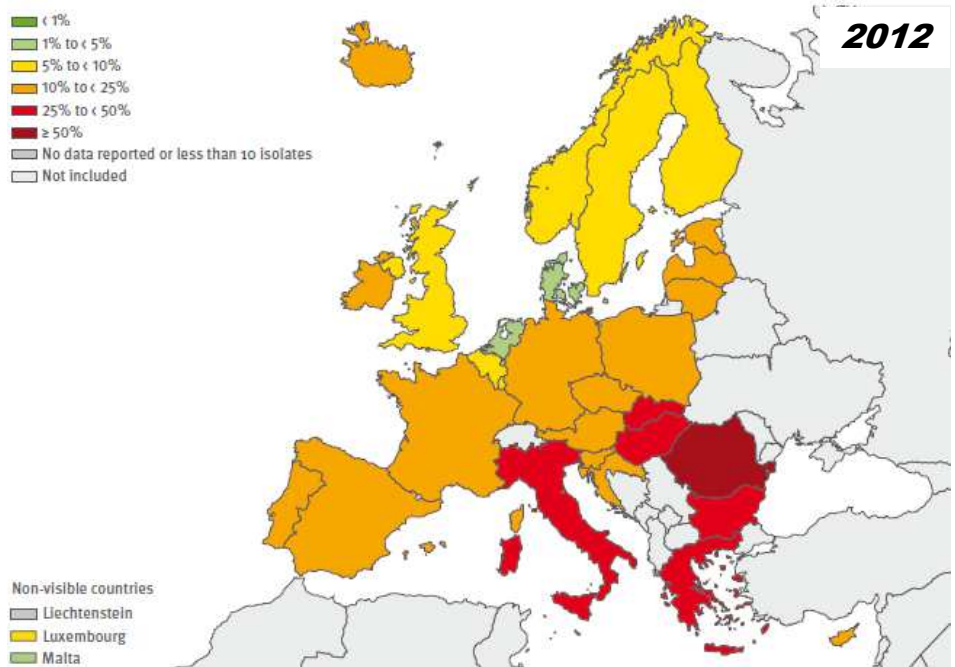 < 1%
1% to < 5%
5% to < 10%
10% to < 25%
25% to < 50%
≥ 50%
No data reported or less than 10 isolates
Not included
2012
Non-visible countries
Liechtenstein
Luxembourg
Malta